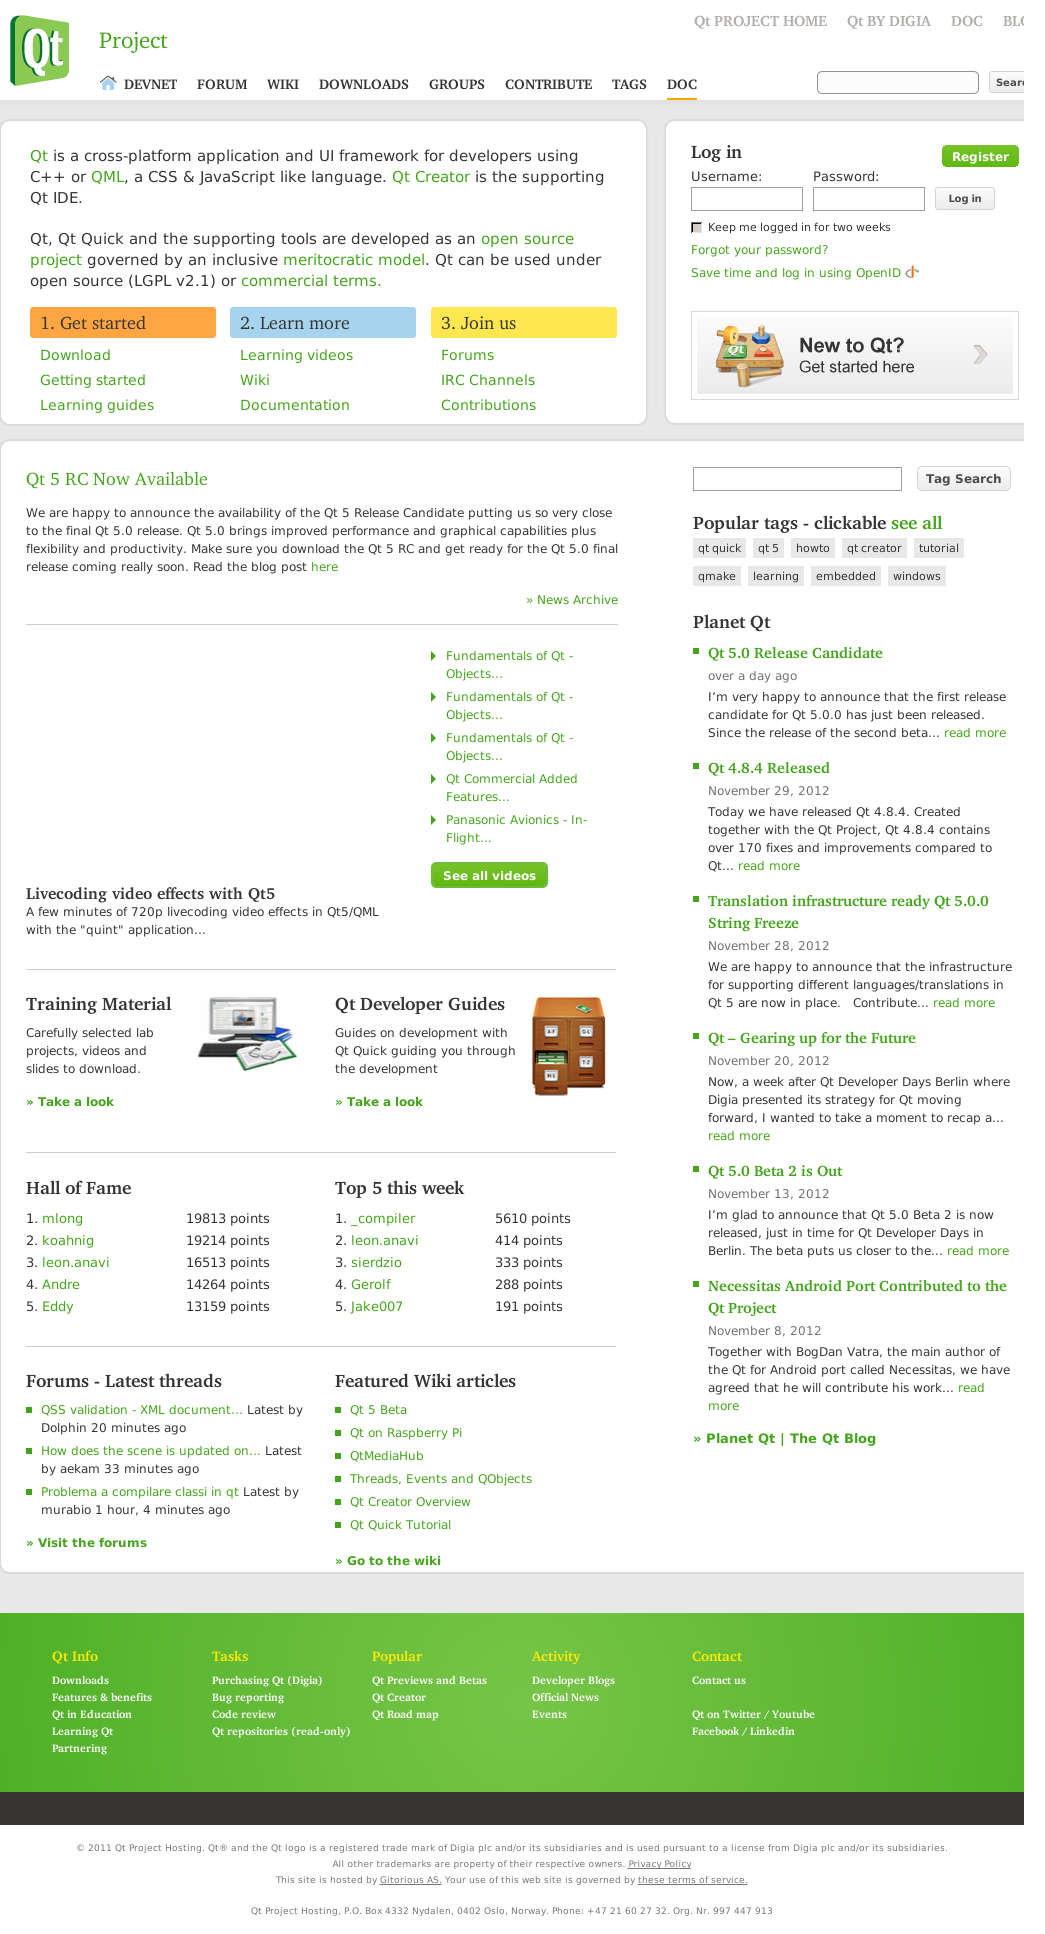 Qt PROJECT HOME Qt BY DIGIA DOC
Qt Project
DEVNET FORUM WIKI DOWNLOADS GROUPS CONTRIBUTE TAGS DOC
Qt is a cross-platform application and UI framework for developers using
C++ or QML, a CSS & JavaScript like language. Qt Creator is the supporting
Qt IDE.
Qt, Qt Quick and the supporting tools are developed as an open source
project governed by an inclusive meritocratic model. Qt can be used under
open source (LGPL v2.1) or commercial terms.
1. Get started
Download
Getting started
Learning guides
2. Learn more
Learning videos
Wiki
Documentation
3. Join us
Forums
IRC Channels
Contributions
Log in
Register
Username: Password:
Log in
Keep me logged in for two weeks
Forgot your password?
Save time and log in using OpenID
Qt
New to Qt?
Get started here
Qt 5 RC Now Available
We are happy to announce the availability of the Qt 5 Release Candidate putting us so very close
to the final Qt 5.0 release. Qt 5.0 brings improved performance and graphical capabilities plus
flexibility and productivity. Make sure you download the Qt 5 RC and get ready for the Qt 5.0 final
release coming really soon. Read the blog post here
» News Archive
Fundamentals of Qt -
Objects...
Fundamentals of Qt -
Objects...
Fundamentals of Qt -
Objects...
Qt Commercial Added
Features...
Panasonic Avionics - In-
Flight...
See all videos
Livecoding video effects with Qt5
A few minutes of 720p livecoding video effects in Qt5/QML
with the "quint" application...
Training Material
Carefully selected lab
projects, videos and
slides to download.
» Take a look
Qt Developer Guides
Guides on development with
Qt Quick guiding you through
the development
» Take a look
Hall of Fame
1. mlong 19813 points
2. koahnig 19214 points
3. leon.anavi 16513 points
4. Andre 14264 points
5. Eddy 13159 points
Top 5 this week
1. _compiler 5610 points
2. leon.anavi 414 points
3. sierdzio 333 points
4. Gerolf 288 points
5. Jake007 191 points
Forums - Latest threads
QSS validation - XML document... Latest by
Dolphin 20 minutes ago
How does the scene is updated on... Latest
by aekam 33 minutes ago
Problema a compilare classi in qt Latest by
murabio 1 hour, 4 minutes ago
» Visit the forums
Featured Wiki articles
Qt 5 Beta
Qt on Raspberry Pi
QtMediaHub
Threads, Events and QObjects
Qt Creator Overview
Qt Quick Tutorial
» Go to the wiki
Tag Search
Popular tags - clickable see all
qt quick qt 5 howto qt creator tutorial
qmake learning embedded windows
Planet Qt
Qt 5.0 Release Candidate
over a day ago
I’m very happy to announce that the first release
candidate for Qt 5.0.0 has just been released.
Since the release of the second beta... read more
Qt 4.8.4 Released
November 29, 2012
Today we have released Qt 4.8.4. Created
together with the Qt Project, Qt 4.8.4 contains
over 170 fixes and improvements compared to
Qt... read more
Translation infrastructure ready Qt 5.0.0
String Freeze
November 28, 2012
We are happy to announce that the infrastructure
for supporting different languages/translations in
Qt 5 are now in place. Contribute... read more
Qt – Gearing up for the Future
November 20, 2012
Now, a week after Qt Developer Days Berlin where
Digia presented its strategy for Qt moving
forward, I wanted to take a moment to recap a...
read more
Qt 5.0 Beta 2 is Out
November 13, 2012
I’m glad to announce that Qt 5.0 Beta 2 is now
released, just in time for Qt Developer Days in
Berlin. The beta puts us closer to the... read more
Necessitas Android Port Contributed to the
Qt Project
November 8, 2012
Together with BogDan Vatra, the main author of
the Qt for Android port called Necessitas, we have
agreed that he will contribute his work... read
more
» Planet Qt | The Qt Blog
Qt Info
Downloads
Features & benefits
Qt in Education
Learning Qt
Partnering
Tasks
Purchasing Qt (Digia)
Bug reporting
Code review
Qt repositories (read-only)
Popular
Qt Previews and Betas
Qt Creator
Qt Road map
Activity
Developer Blogs
Official News
Events
Contact
Contact us
Qt on Twitter / Youtube
Facebook / Linkedin
© 2011 Qt Project Hosting. Qt® and the Qt logo is a registered trade mark of Digia plc and/or its subsidiaries and is used pursuant to a license from Digia plc and/or its subsidiaries.
All other trademarks are property of their respective owners. Privacy Policy
This site is hosted by Gitorious AS. Your use of this web site is governed by these terms of service.
Qt Project Hosting, P.O. Box 4332 Nydalen, 0402 Oslo, Norway. Phone: +47 21 60 27 32. Org. Nr. 997 447 913